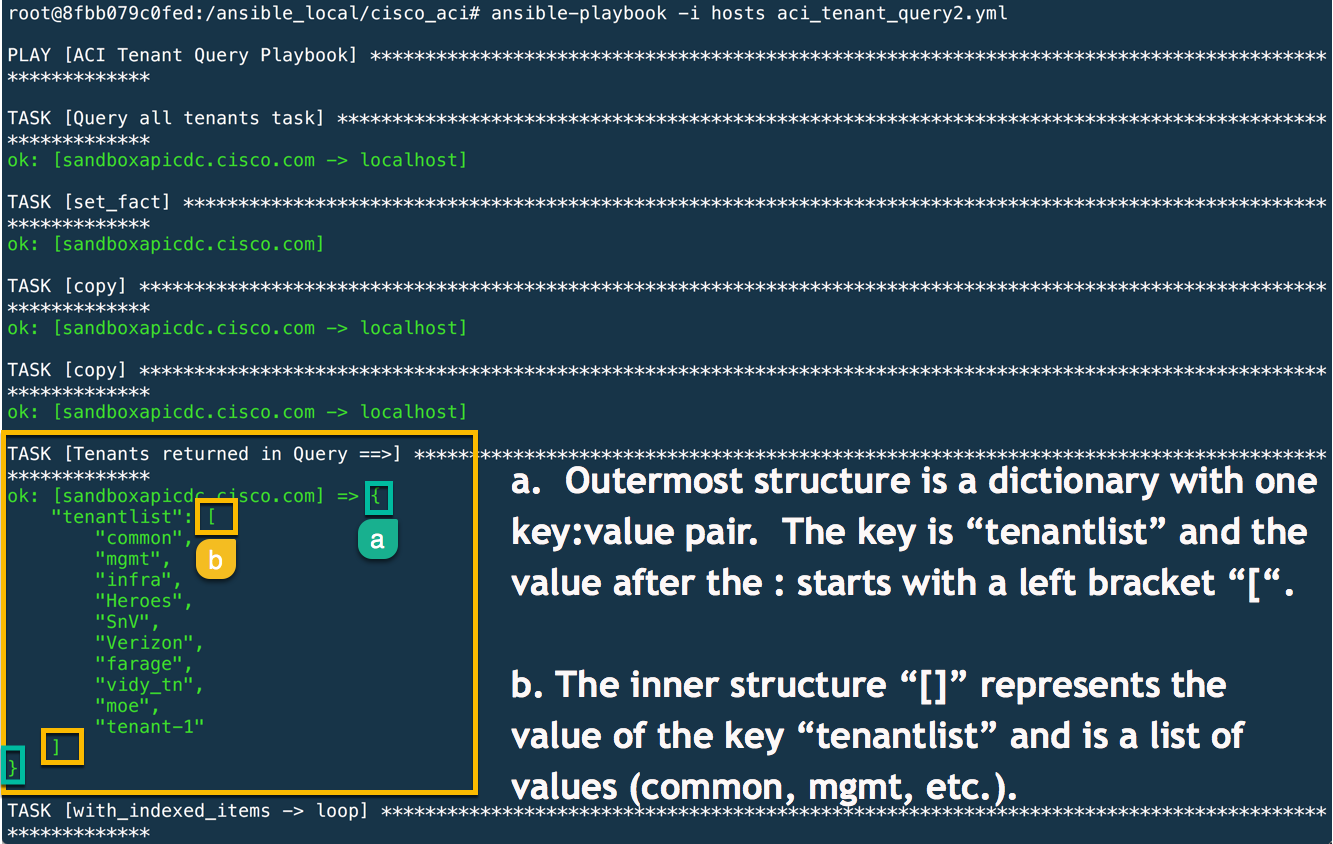 root@8fbb079c0fed:/ansible_local/cisco_aci# ansible-playbook -i hosts aci_tenant_query2.yml
PLAY [ACI Tenant Query Playbook] ****************************************************************************************
*************
TASK [Query all tenants task] *******************************************************************************************
*************
ok: [sandboxapicdc.cisco.com -> localhost]
TASK [set_fact] *********************************************************************************************************
*************
ok: [sandboxapicdc.cisco.com]
TASK [copy] *************************************************************************************************************
*************
ok: [sandboxapicdc.cisco.com -> localhost]
TASK [copy] *************************************************************************************************************
*************
ok: [sandboxapicdc.cisco.com -> localhost]
TASK [Tenants returned in Query ==>] ************************************************************************************
*************
ok: [sandboxapicdc.cisco.com] => {
"tenantlist": [
"common",
"mgmt",
"infra",
"Heroes",
"SnV",
"Verizon",
"farage",
"vidy_tn",
"moe",
"tenant-1"
]
}
a
b
a. Outermost structure is a dictionary with one
key:value pair. The key is “tenantlist” and the
value after the : starts with a left bracket “[“.
b. The inner structure “[]” represents the
value of the key “tenantlist” and is a list of
values (common, mgmt, etc.).
TASK [with_indexed_items -> loop] ***************************************************************************************
*************